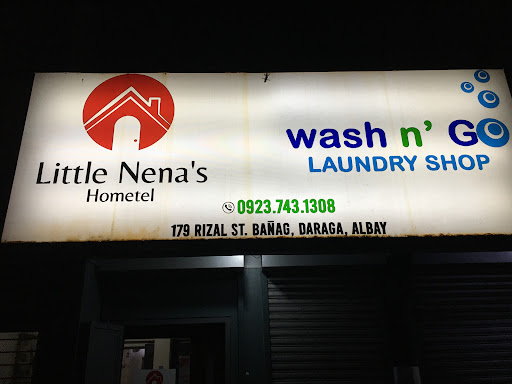 Little Nena's
Hometel
wash n' GO
LAUNDRY SHOP
0923.743.1308
179 RIZAL ST. BAÑAG, DARAGA, ALBAY